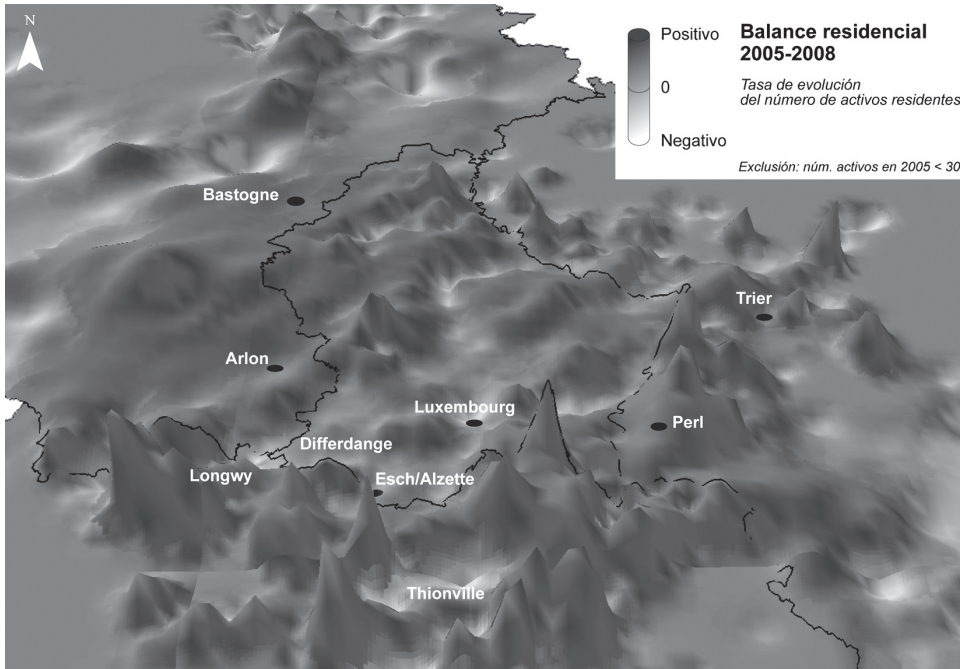 N
Positivo
0
Negativo
Balance residencial
2005-2008
Tasa de evolución
del número de activos residentes
Exclusión: núm. activos en 2005 < 30
Bastogne
Trier
Arlon
Luxembourg
Perl
Differdange
Longwy
Esch/Alzette
Thionville